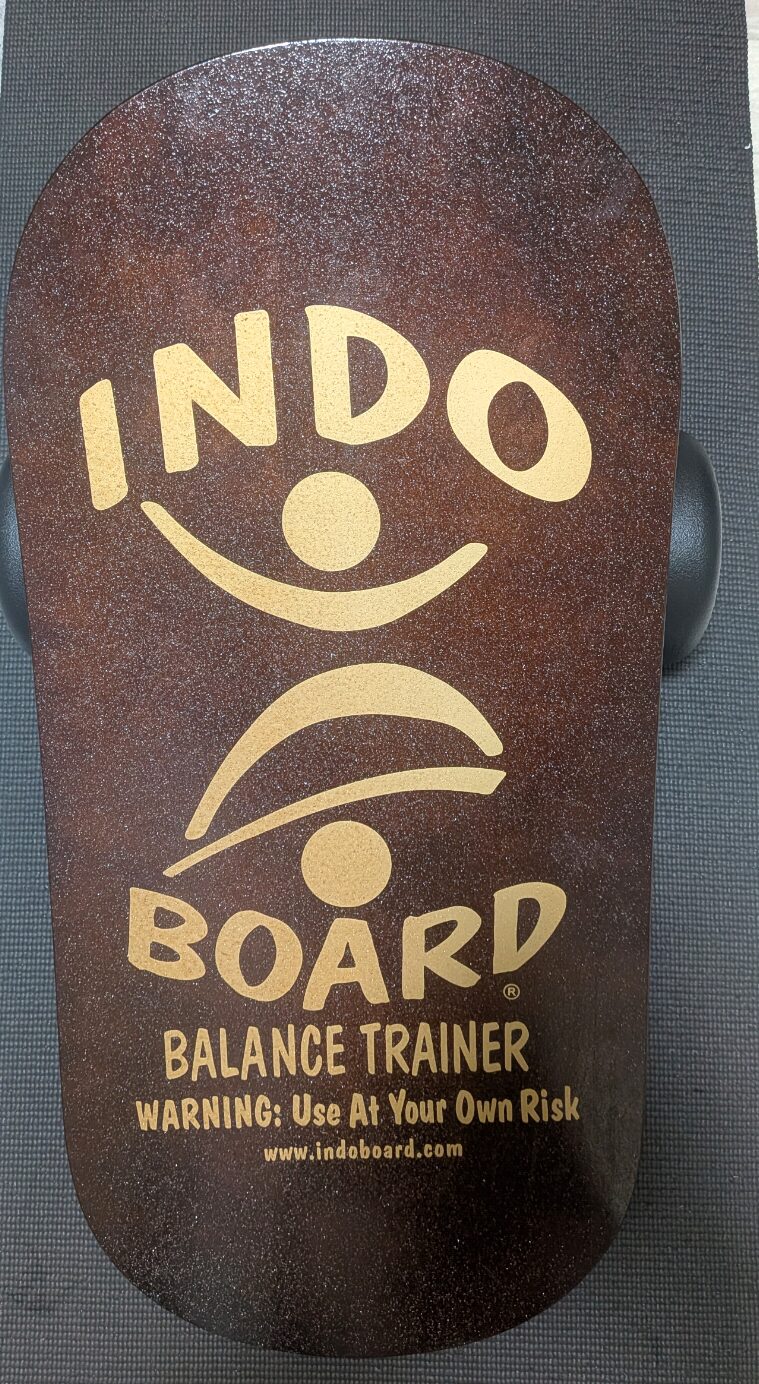 INDO
BOARD®
BALANCE TRAINER
WARNING: Use At Your Own Risk
www.indoboard.com